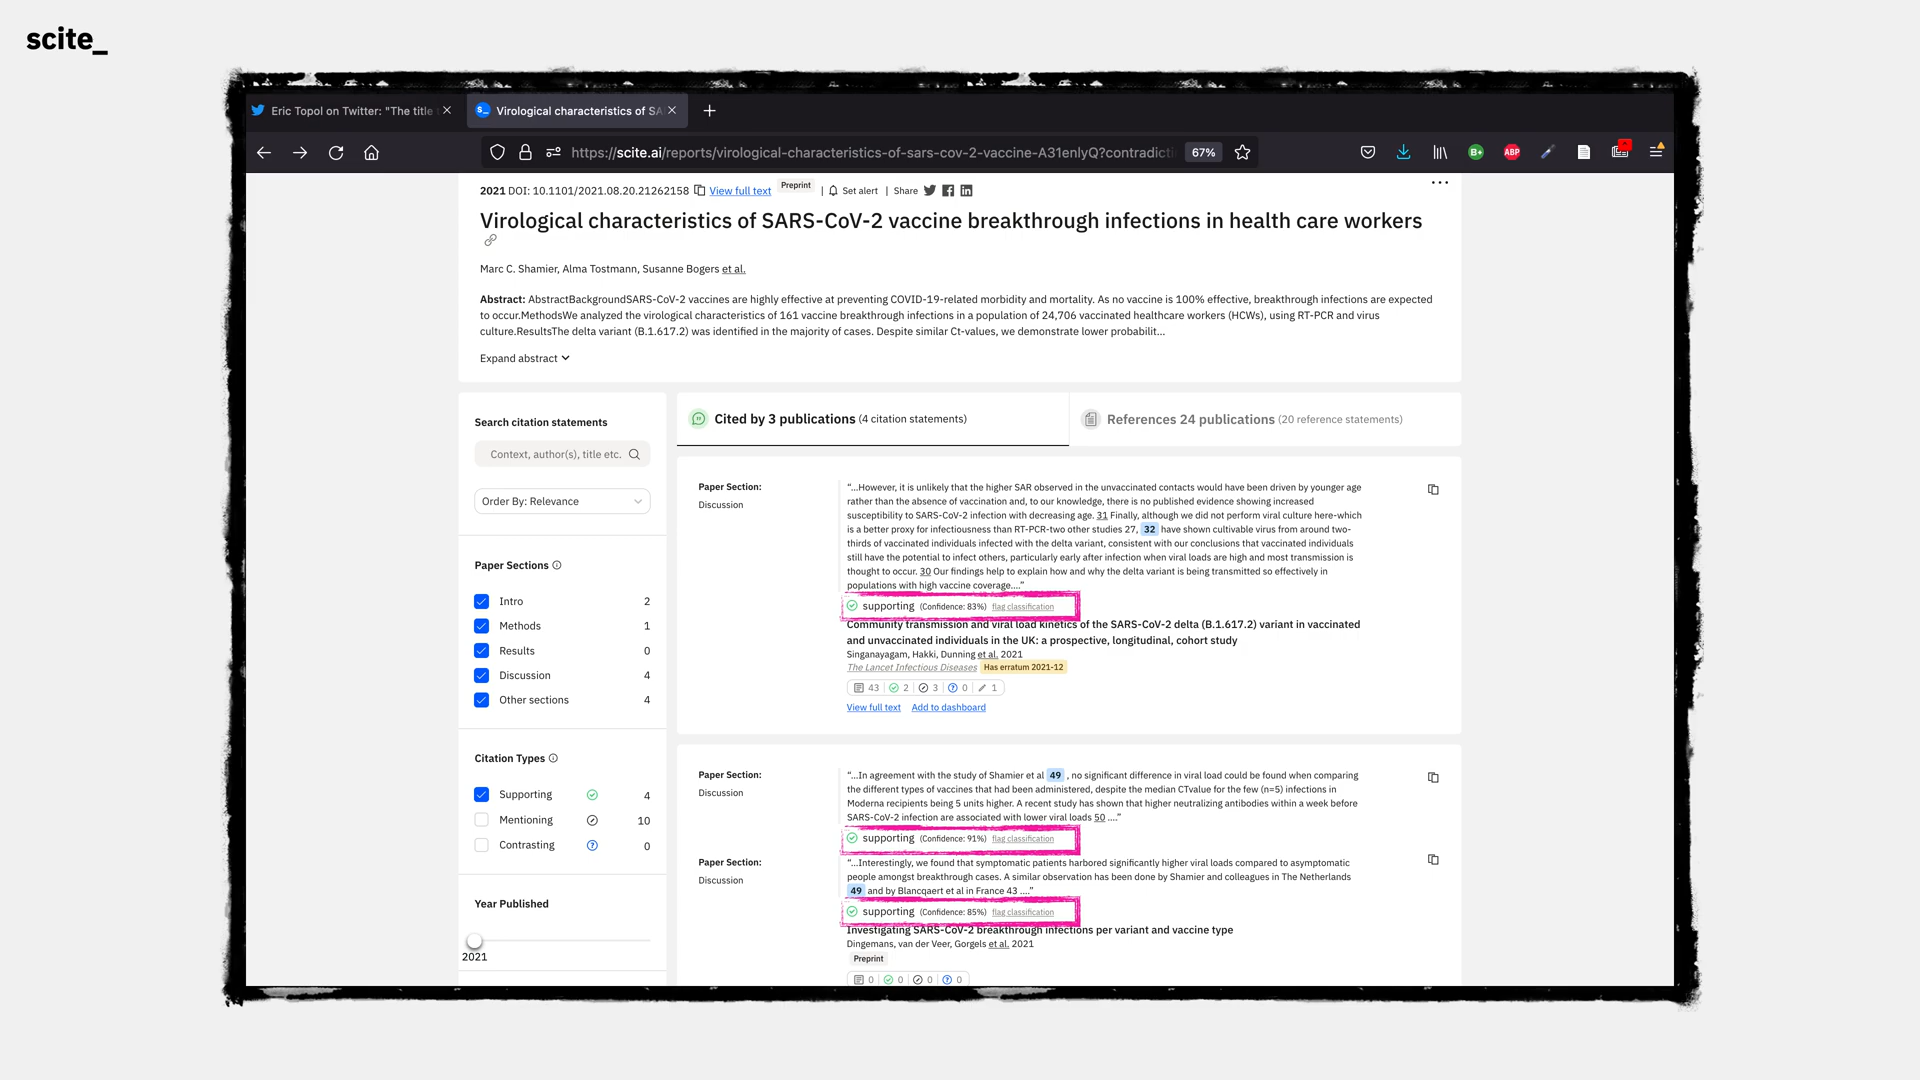 scite_
Eric Topol on Twitter: "The title
Virological characteristics of SA
https://scite.ai/reports/virological-characteristics-of-sars-cov-2-vaccine-A31enlyQ?contradicti
67%
B+
ABP
2021 DOI: 10.1101/2021.08.20.21262158 View full text Preprint | Set alert | Share
Virological characteristics of SARS-CoV-2 vaccine breakthrough infections in health care workers
Marc C. Shamier, Alma Tostmann, Susanne Bogers et al.
Abstract: AbstractBackgroundSARS-CoV-2 vaccines are highly effective at preventing COVID-19-related morbidity and mortality. As no vaccine is 100% effective, breakthrough infections are expected
to occur.MethodsWe analyzed the virological characteristics of 161 vaccine breakthrough infections in a population of 24,706 vaccinated healthcare workers (HCWs), using RT-PCR and virus
culture.ResultsThe delta variant (B.1.617.2) was identified in the majority of cases. Despite similar Ct-values, we demonstrate lower probabilit...
Expand abstract
Search citation statements
Context, author(s), title etc.
Order By: Relevance
Paper Sections
Intro 2
Methods 1
Results 0
Discussion 4
Other sections 4
Citation Types
Supporting 4
Mentioning 10
Contrasting 0
Year Published
2021
Cited by 3 publications (4 citation statements)
References 24 publications (20 reference statements)
Paper Section:
Discussion
“...However, it is unlikely that the higher SAR observed in the unvaccinated contacts would have been driven by younger age
rather than the absence of vaccination and, to our knowledge, there is no published evidence showing increased
susceptibility to SARS-CoV-2 infection with decreasing age. 31 Finally, although we did not perform viral culture here-which
is a better proxy for infectiousness than RT-PCR-two other studies 27, 32 have shown cultivable virus from around two-
thirds of vaccinated individuals infected with the delta variant, consistent with our conclusions that vaccinated individuals
still have the potential to infect others, particularly early after infection when viral loads are high and most transmission is
thought to occur. 30 Our findings help to explain how and why the delta variant is being transmitted so effectively in
populations with high vaccine coverage....”
supporting (Confidence: 83%) flag classification
Community transmission and viral load kinetics of the SARS-CoV-2 delta (B.1.617.2) variant in vaccinated
and unvaccinated individuals in the UK: a prospective, longitudinal, cohort study
Singanayagam, Hakki, Dunning et al. 2021
The Lancet Infectious Diseases Has erratum 2021-12
43 2 3 0 1
View full text Add to dashboard
Paper Section:
Discussion
“...In agreement with the study of Shamier et al 49 , no significant difference in viral load could be found when comparing
the different types of vaccines that had been administered, despite the median CTvalue for the few (n=5) infections in
Moderna recipients being 5 units higher. A recent study has shown that higher neutralizing antibodies within a week before
SARS-CoV-2 infection are associated with lower viral loads 50 ....”
supporting (Confidence: 91%) flag classification
Paper Section:
Discussion
“...Interestingly, we found that symptomatic patients harbored significantly higher viral loads compared to asymptomatic
people amongst breakthrough cases. A similar observation has been done by Shamier and colleagues in The Netherlands
49 and by Blancqaert et al in France 43 ....”
supporting (Confidence: 85%) flag classification
Investigating SARS-CoV-2 breakthrough infections per variant and vaccine type
Dingemans, van der Veer, Gorgels et al. 2021
Preprint
0 0 0 0